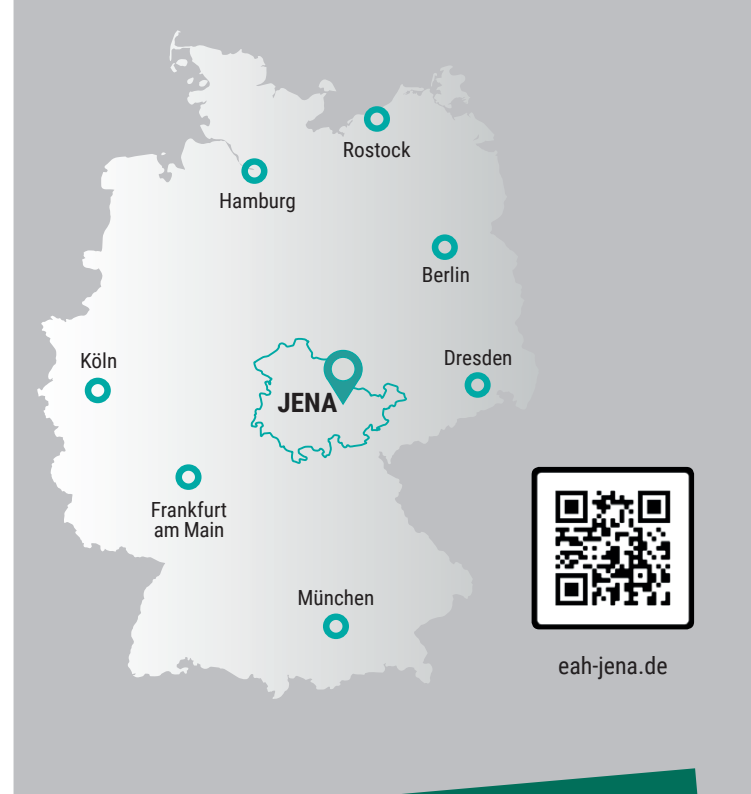 Rostock
Hamburg
Berlin
Köln
Dresden
JENA
Frankfurt
am Main
München
eah-jena.de